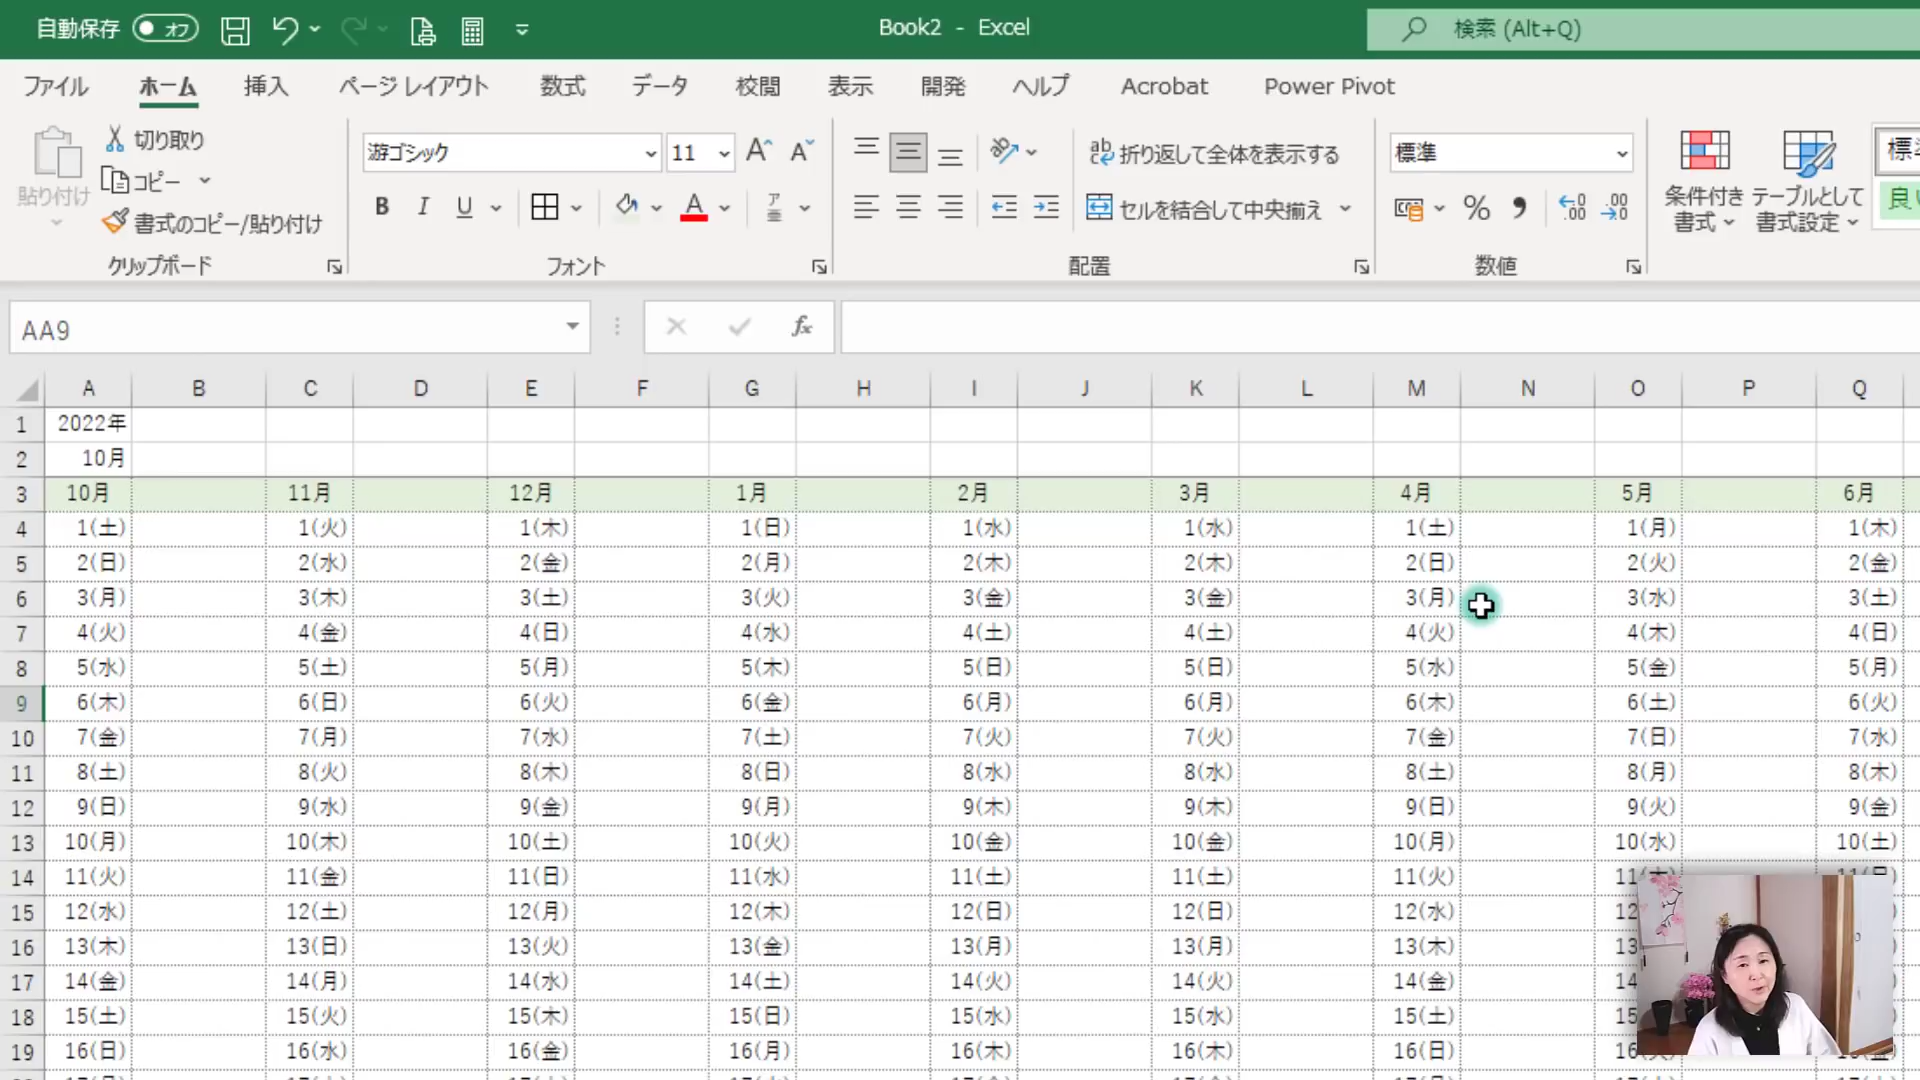 自動保存 オフ Book2 - Excel 検索 (Alt+Q)
ファイル ホーム 挿入 ページ レイアウト 数式 データ 校閲 表示 開発 ヘルプ Acrobat Power Pivot
貼り付け 切り取り
コピー
書式のコピー/貼り付け
クリップボード
游ゴシック 11
B I U
フォント
折り返して全体を表示する
セルを結合して中央揃え
配置
標準
数値
条件付き書式
テーブルとして書式設定
AA9 fx
A B C D E F G H I J K L M N O P Q
1 2022年
2 10月
3 10月 11月 12月 1月 2月 3月 4月 5月 6月
4 1(土) 1(火) 1(木) 1(日) 1(水) 1(水) 1(土) 1(月) 1(木)
5 2(日) 2(水) 2(金) 2(月) 2(木) 2(木) 2(日) 2(火) 2(金)
6 3(月) 3(木) 3(土) 3(火) 3(金) 3(金) 3(月) 3(水) 3(土)
7 4(火) 4(金) 4(日) 4(水) 4(土) 4(土) 4(火) 4(木) 4(日)
8 5(水) 5(土) 5(月) 5(木) 5(日) 5(日) 5(水) 5(金) 5(月)
9 6(木) 6(日) 6(火) 6(金) 6(月) 6(月) 6(木) 6(土) 6(火)
10 7(金) 7(月) 7(水) 7(土) 7(火) 7(火) 7(金) 7(日) 7(水)
11 8(土) 8(火) 8(木) 8(日) 8(水) 8(水) 8(土) 8(月) 8(木)
12 9(日) 9(水) 9(金) 9(月) 9(木) 9(木) 9(日) 9(火) 9(金)
13 10(月) 10(木) 10(土) 10(火) 10(金) 10(金) 10(月) 10(水) 10(土)
14 11(火) 11(金) 11(日) 11(水) 11(土) 11(土) 11(火) 11
15 12(水) 12(土) 12(月) 12(木) 12(日) 12(日) 12(水) 12
16 13(木) 13(日) 13(火) 13(金) 13(月) 13(月) 13(木) 13
17 14(金) 14(月) 14(水) 14(土) 14(火) 14(火) 14(金) 14
18 15(土) 15(火) 15(木) 15(日) 15(水) 15(水) 15(土) 15
19 16(日) 16(水) 16(金) 16(月) 16(木) 16(木) 16(日) 16